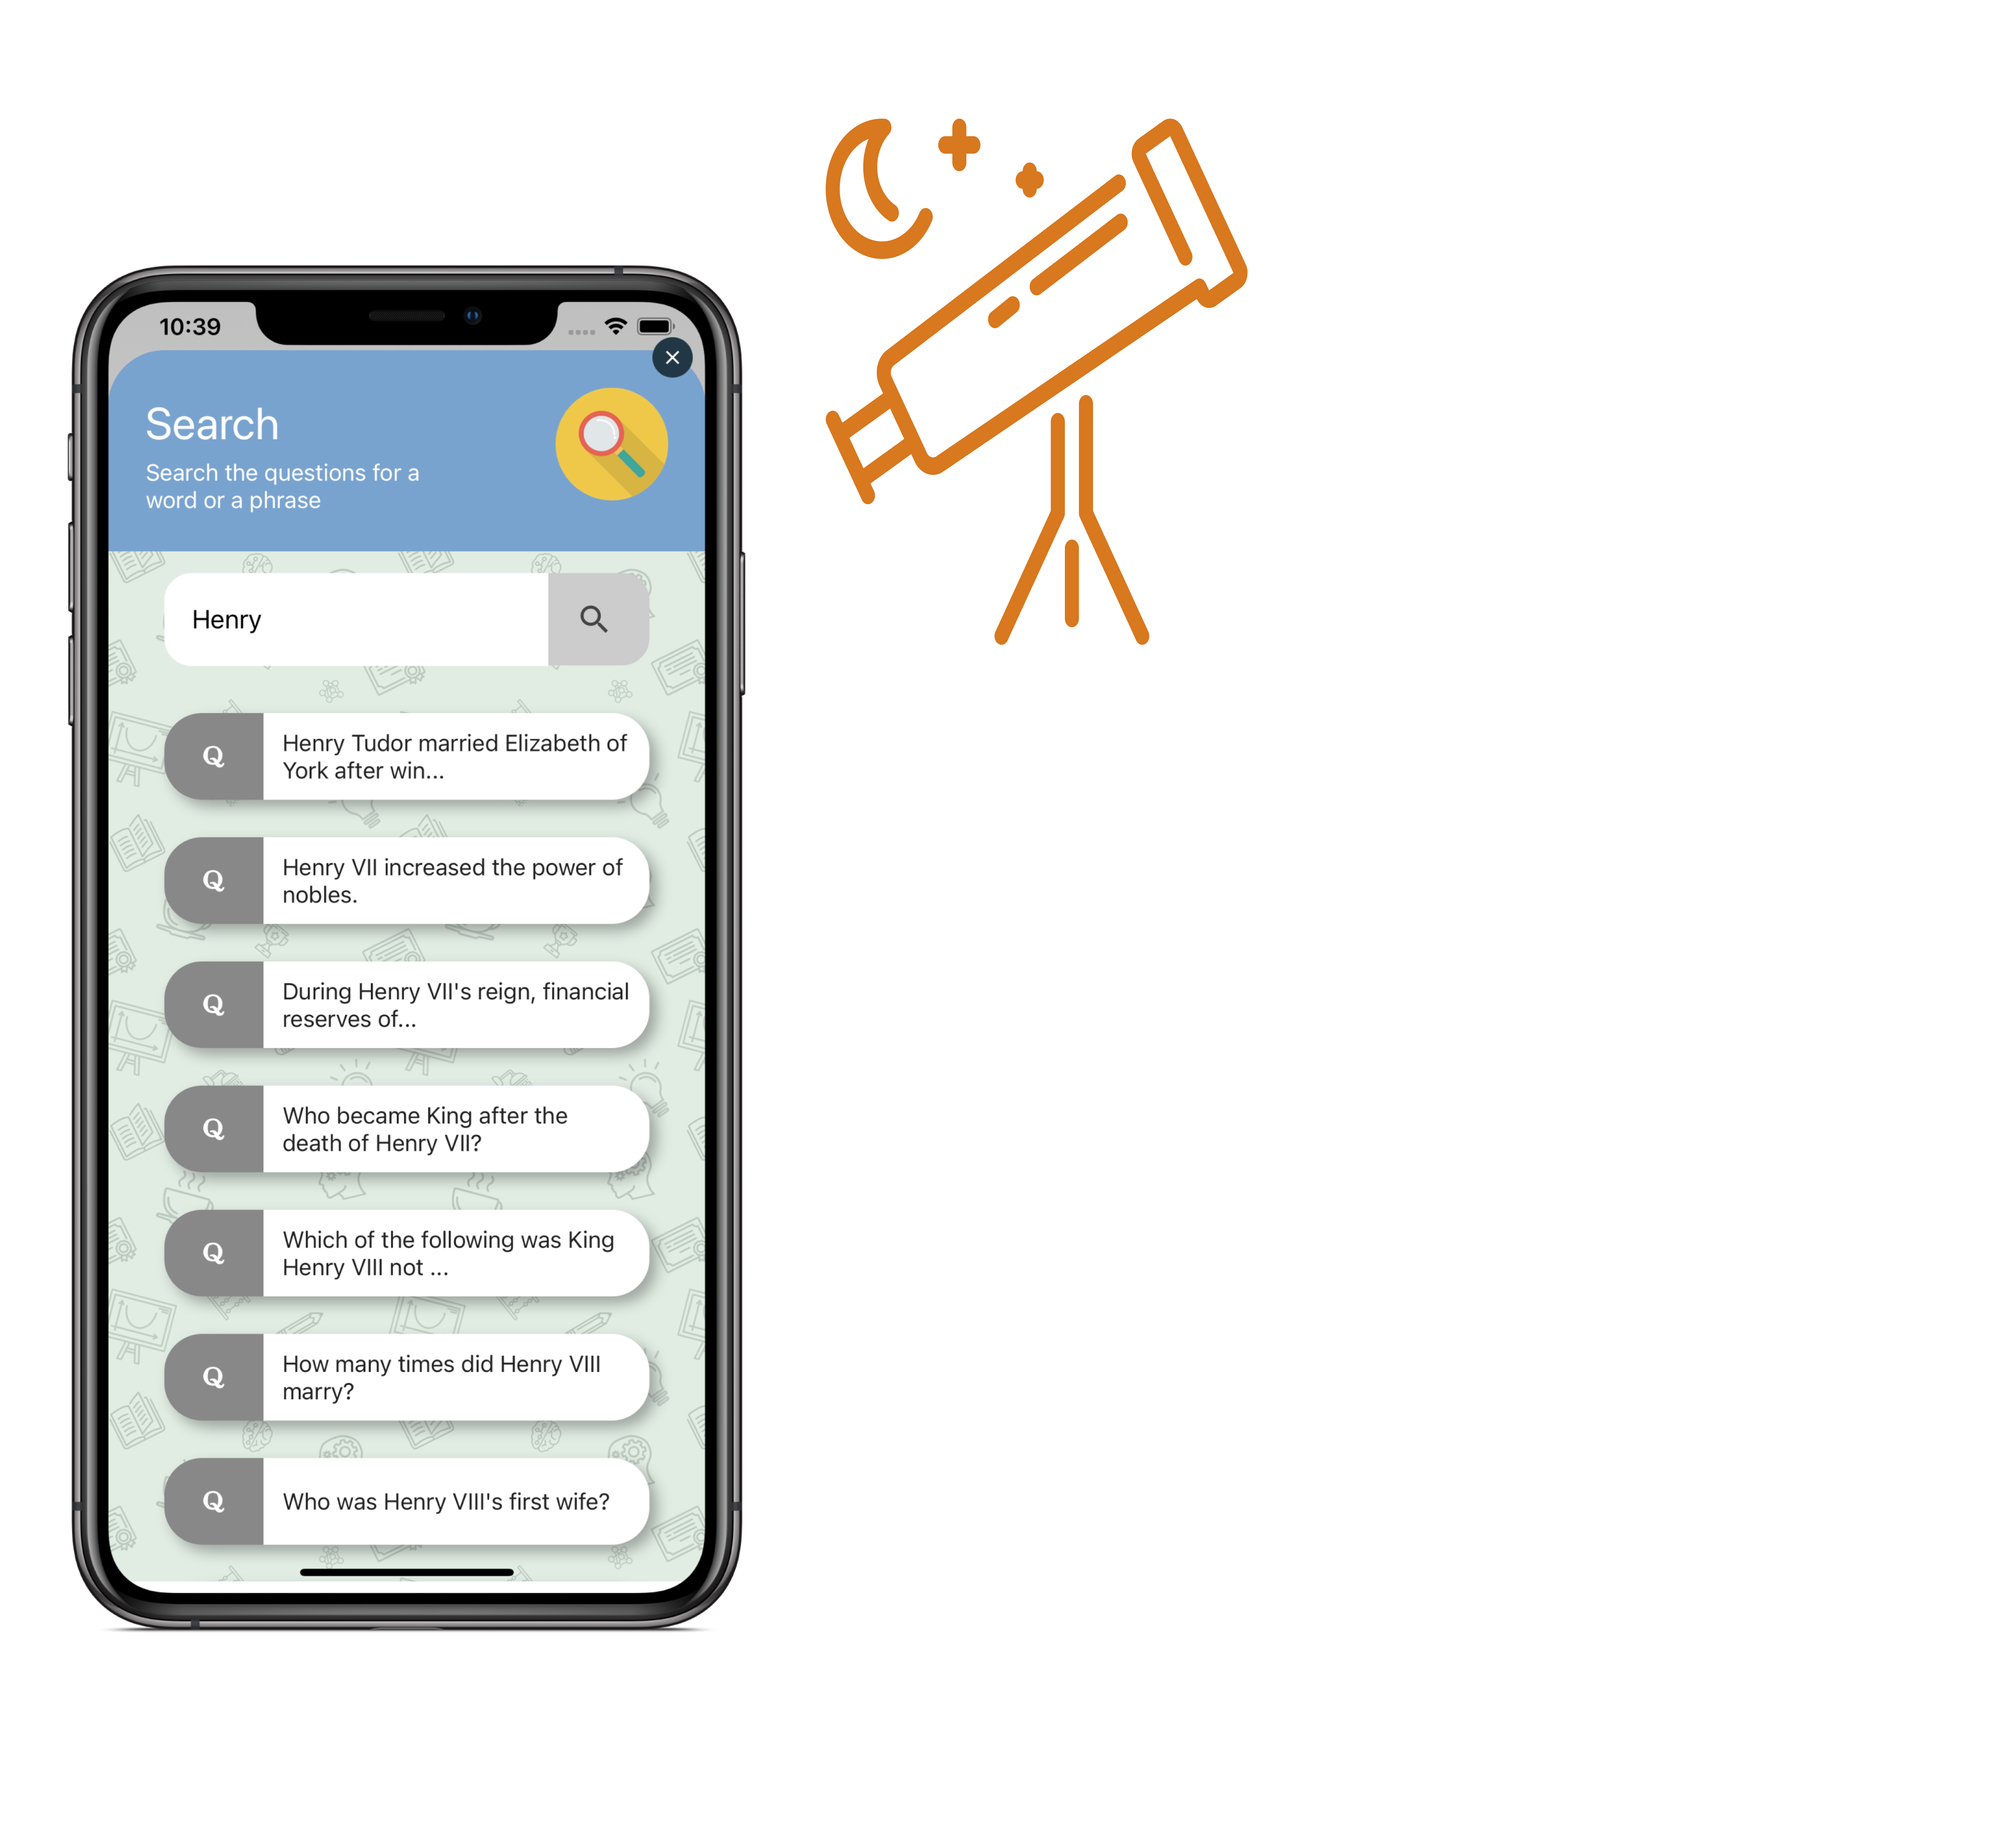 10:39
Search
Search the questions for a
word or a phrase
Henry
Q
Henry Tudor married Elizabeth of
York after win...
Q
Henry VII increased the power of
nobles.
Q
During Henry VII's reign, financial
reserves of...
Q
Who became King after the
death of Henry VII?
Q
Which of the following was King
Henry VIII not ...
Q
How many times did Henry VIII
marry?
Q
Who was Henry VIII's first wife?